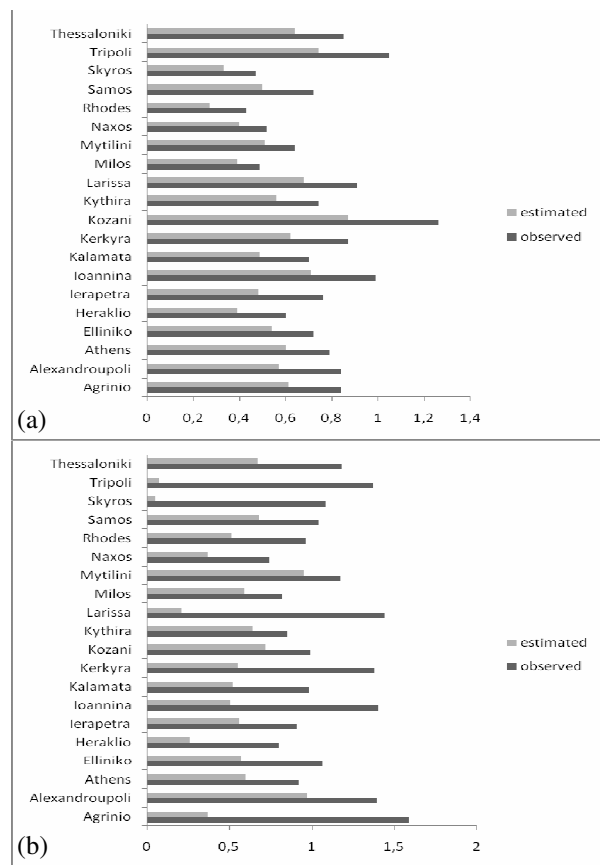 Thessaloniki
Tripoli
Skyros
Samos
Rhodes
Naxos
Mytilini
Milos
Larissa
Kythira
Kozani
Kerkyra
Kalamata
Ioannina
Ierapetra
Heraklio
Elliniko
Athens
Alexandroupoli
Agrinio
estimated
observed
(a)
0 0,2 0,4 0,6 0,8 1 1,2 1,4
Thessaloniki
Tripoli
Skyros
Samos
Rhodes
Naxos
Mytilini
Milos
Larissa
Kythira
Kozani
Kerkyra
Kalamata
Ioannina
Ierapetra
Heraklio
Elliniko
Athens
Alexandroupoli
Agrinio
estimated
observed
(b)
0 0,5 1 1,5 2